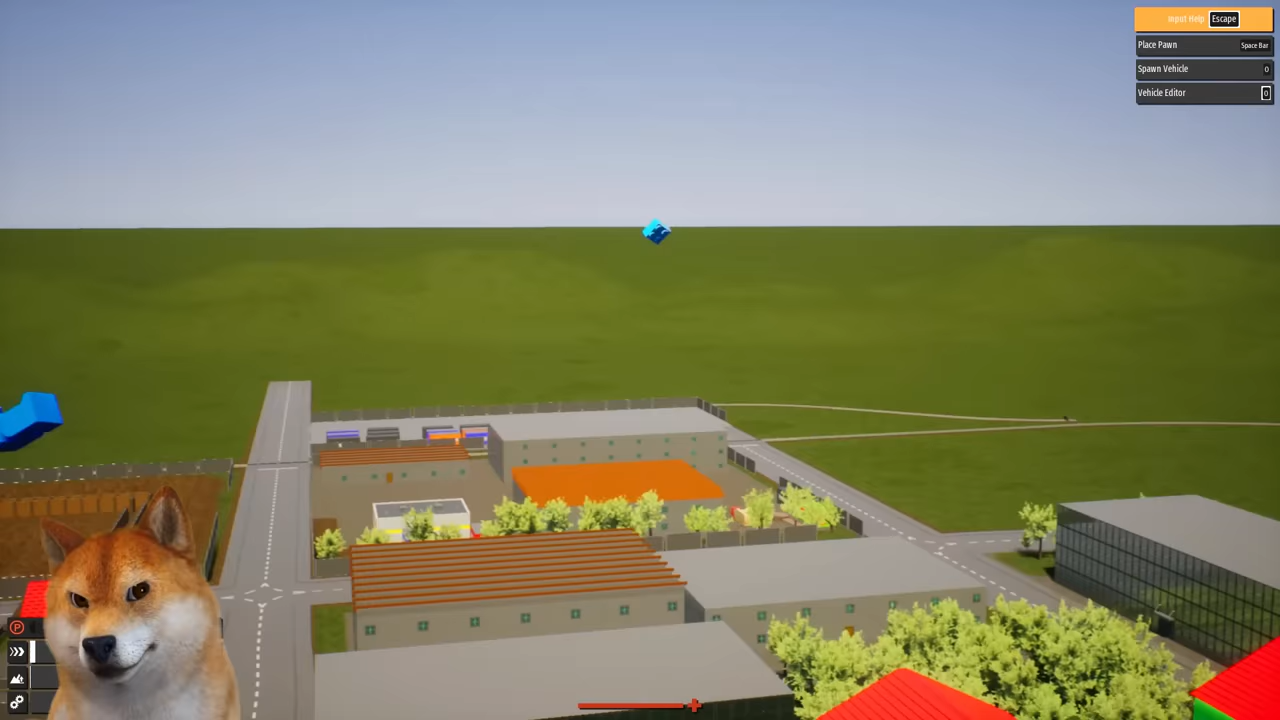 Input Help Escape
Place Pawn Space Bar
Spawn Vehicle 0
Vehicle Editor 0
P